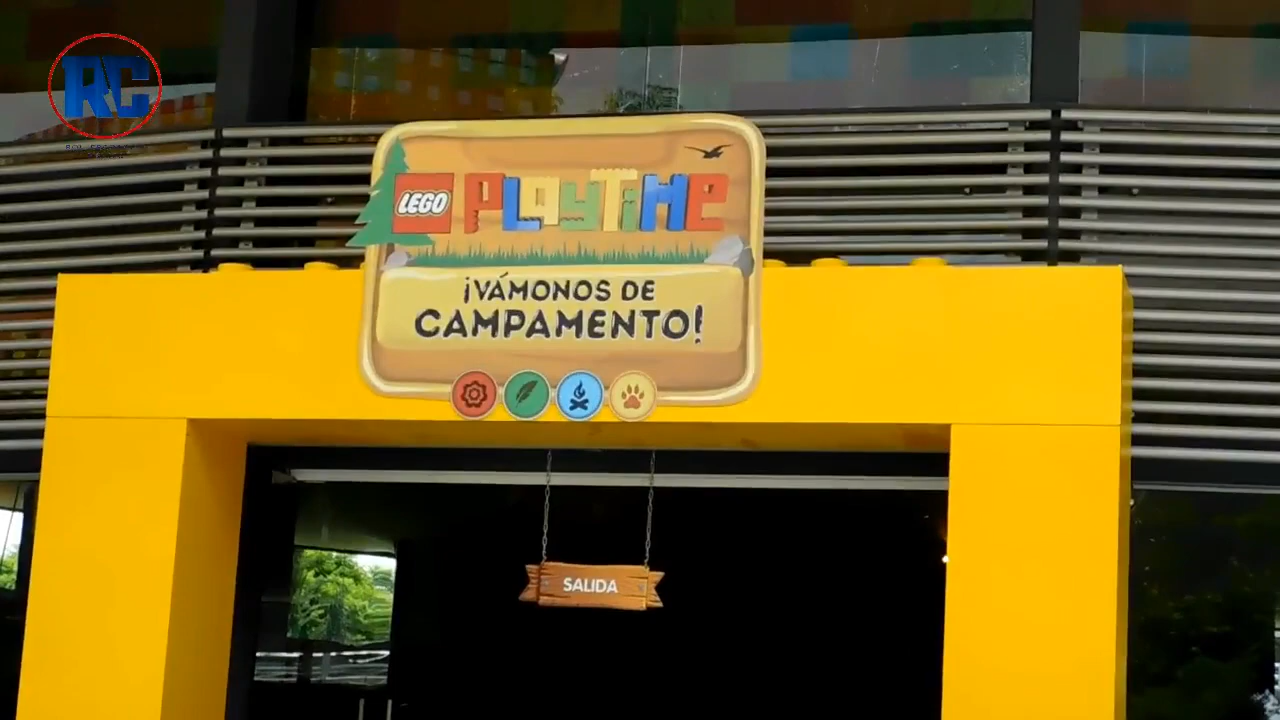 RC
LEGO PLAYTIME
¡VÁMONOS DE
CAMPAMENTO!
SALIDA